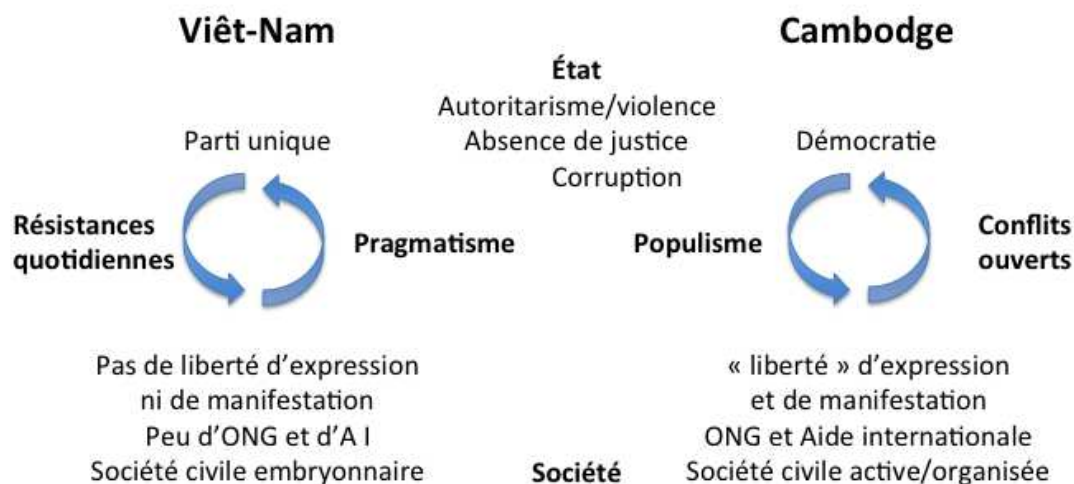 Viêt-Nam
Cambodge
État
Autoritarisme/violence
Parti unique
Absence de justice
Démocratie
Corruption
Résistances
quotidiennes
Pragmatisme
Populisme
Conflits
ouverts
Pas de liberté d’expression
ni de manifestation
Peu d’ONG et d’A I
Société civile embryonnaire
« liberté » d’expression
et de manifestation
ONG et Aide internationale
Société civile active/organisée
Société